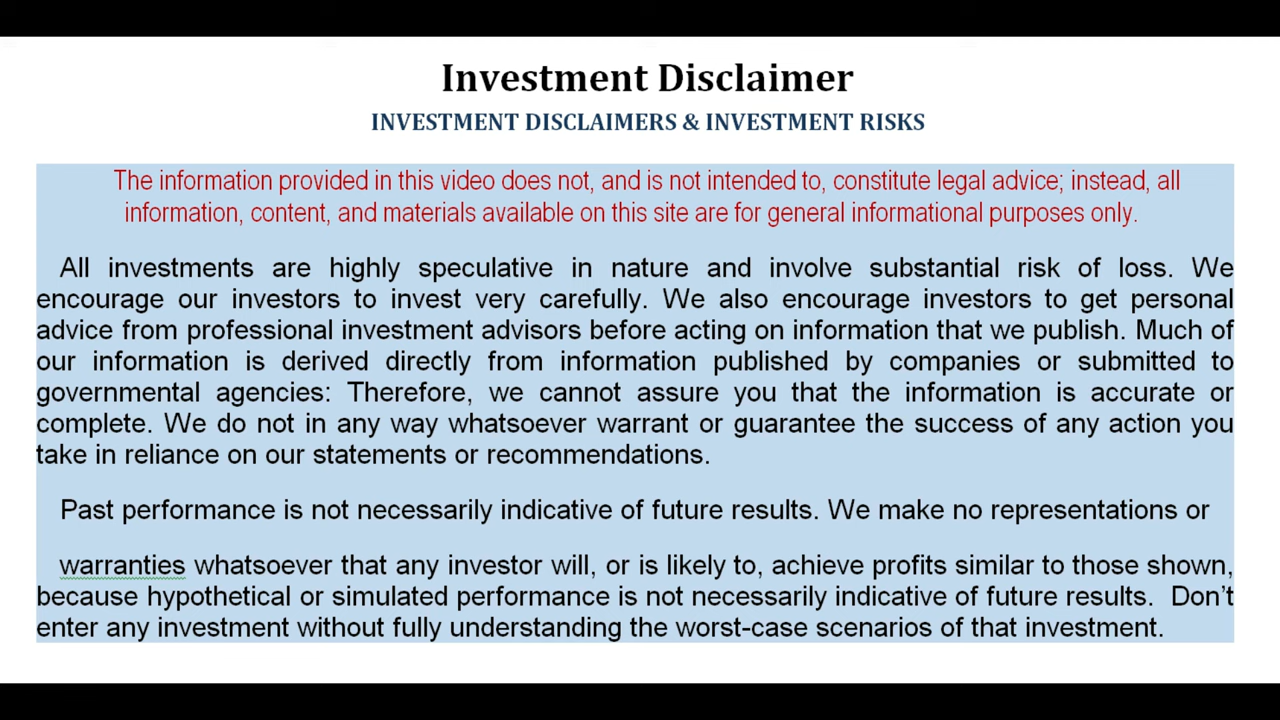 Investment Disclaimer
INVESTMENT DISCLAIMERS & INVESTMENT RISKS
The information provided in this video does not, and is not intended to, constitute legal advice; instead, all
information, content, and materials available on this site are for general informational purposes only.
All investments are highly speculative in nature and involve substantial risk of loss. We
encourage our investors to invest very carefully. We also encourage investors to get personal
advice from professional investment advisors before acting on information that we publish. Much of
our information is derived directly from information published by companies or submitted to
governmental agencies: Therefore, we cannot assure you that the information is accurate or
complete. We do not in any way whatsoever warrant or guarantee the success of any action you
take in reliance on our statements or recommendations.
Past performance is not necessarily indicative of future results. We make no representations or
warranties whatsoever that any investor will, or is likely to, achieve profits similar to those shown,
because hypothetical or simulated performance is not necessarily indicative of future results.  Don’t
enter any investment without fully understanding the worst-case scenarios of that investment.